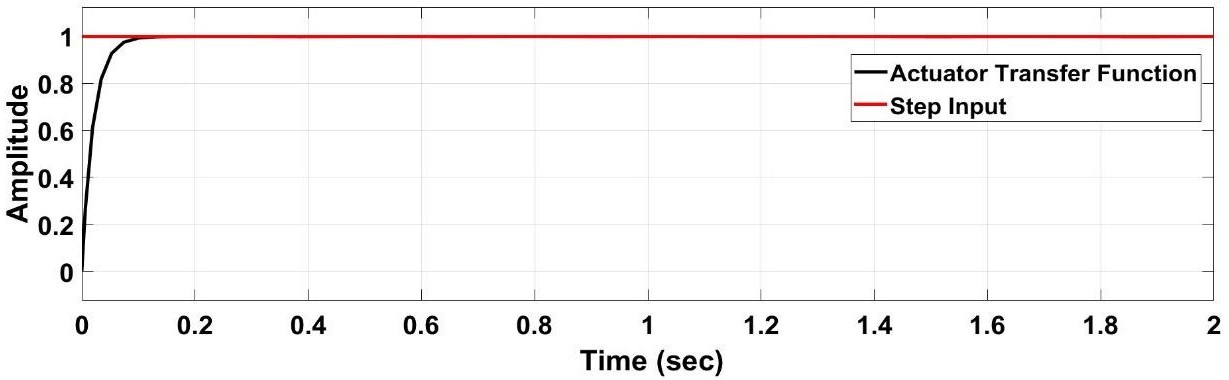 1
0.8
0.6
0.4
0.2
0
Amplitude
Actuator Transfer Function
Step Input
0 0.2 0.4 0.6 0.8 1 1.2 1.4 1.6 1.8 2
Time (sec)